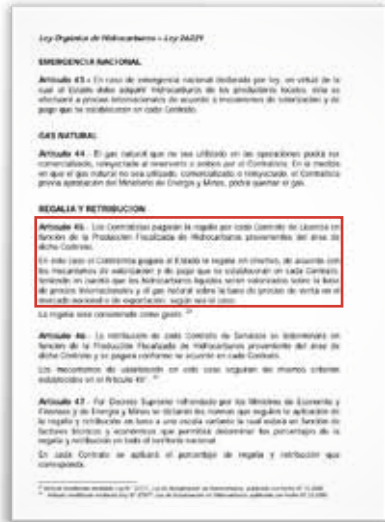 Ley Orgánica de Hidrocarburos - Ley 26221
EMERGENCIA NACIONAL
Artículo 43.- En caso de emergencia nacional declarada por ley, en virtud de la
cual el Estado deba adquirir hidrocarburos de los productores locales, ésta se
efectuará a precios internacionales de acuerdo a mecanismos de valorización y de
pago que se establecerán en cada Contrato.
GAS NATURAL
Artículo 44.- El gas natural que no sea utilizado en las operaciones podrá ser
comercializado, reinyectado al reservorio o ambos por el Contratista. En la medida
en que el gas natural no sea utilizado, comercializado o reinyectado, el Contratista
previa aprobación del Ministerio de Energía y Minas, podrá quemar el gas.
REGALIA Y RETRIBUCION
Artículo 45.- Los Contratistas pagarán la regalía por cada Contrato de Licencia en
función de la Producción Fiscalizada de Hidrocarburos provenientes del área de
dicho Contrato.
En este caso el Contratista pagará al Estado la regalía en efectivo, de acuerdo con
los mecanismos de valorización y de pago que se establecerán en cada Contrato,
teniendo en cuenta que los hidrocarburos líquidos serán valorizados sobre la base
de precios internacionales y el gas natural sobre la base de precios de venta en el
mercado nacional o de exportación, según sea el caso.
La regalía será considerada como gasto.
Artículo 46.- La retribución de cada Contrato de Servicios se determinará en
función de la Producción Fiscalizada de Hidrocarburos proveniente del área de
dicho Contrato y se pagará conforme se acuerde en cada Contrato.
Los mecanismos de valorización en este caso seguirán los mismos criterios
establecidos en el Artículo 45°.
Artículo 47.- Por Decreto Supremo refrendado por los Ministros de Economía y
Finanzas y de Energía y Minas se dictarán las normas que regulen la aplicación de
la regalía y retribución en base a una escala variable la cual estará en función de
factores técnicos y económicos que permitirá determinar los porcentajes de la
regalía y retribución en todo el territorio nacional.
En cada Contrato se aplicará el porcentaje de regalía y retribución que
corresponda.